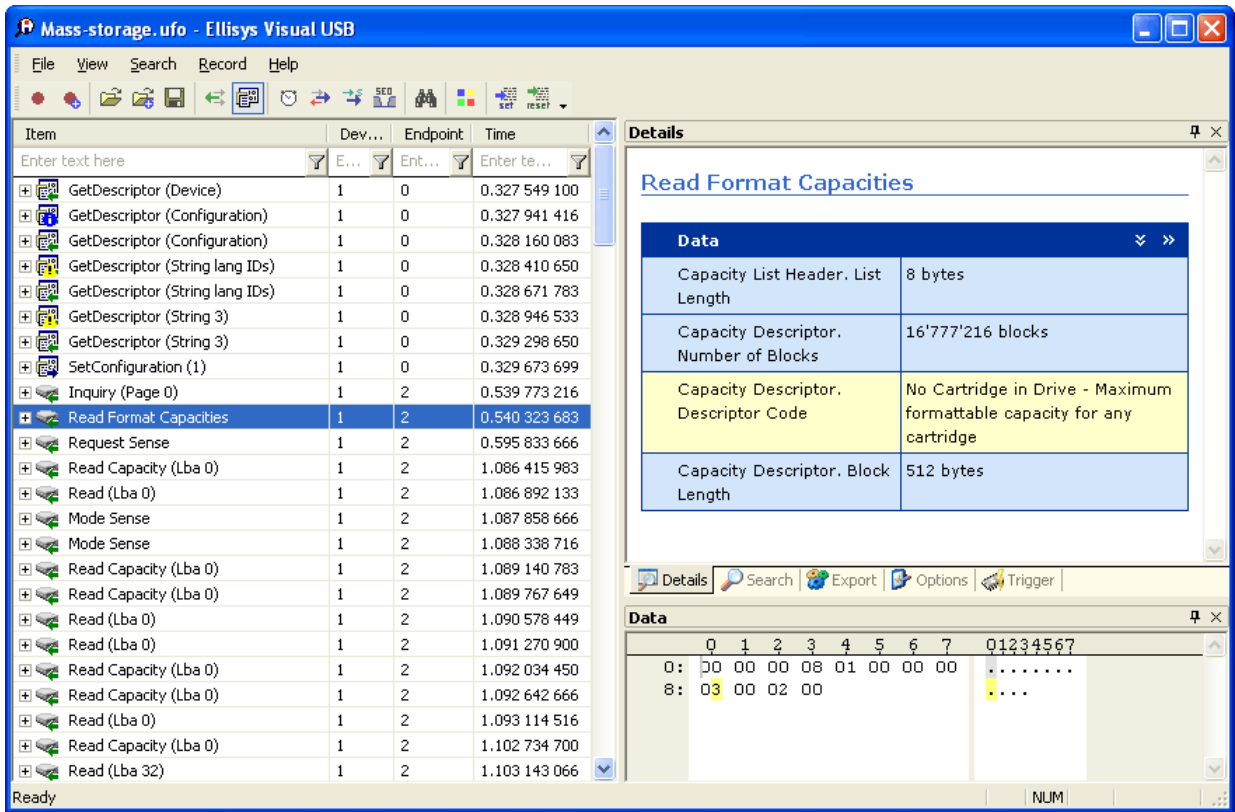 Mass-storage.ufo - Ellisys Visual USB
File View Search Record Help
SEQ set reset
Item Dev... Endpoint Time
Enter text here E... Ent... Enter te...
GetDescriptor (Device) 1 0 0.327 549 100
GetDescriptor (Configuration) 1 0 0.327 941 416
GetDescriptor (Configuration) 1 0 0.328 160 083
GetDescriptor (String lang IDs) 1 0 0.328 410 650
GetDescriptor (String lang IDs) 1 0 0.328 671 783
GetDescriptor (String 3) 1 0 0.328 946 533
GetDescriptor (String 3) 1 0 0.329 298 650
SetConfiguration (1) 1 0 0.329 673 699
Inquiry (Page 0) 1 2 0.539 773 216
Read Format Capacities 1 2 0.540 323 683
Request Sense 1 2 0.595 833 666
Read Capacity (Lba 0) 1 2 1.086 415 983
Read (Lba 0) 1 2 1.086 892 133
Mode Sense 1 2 1.087 858 666
Mode Sense 1 2 1.088 338 716
Read Capacity (Lba 0) 1 2 1.089 140 783
Read Capacity (Lba 0) 1 2 1.089 767 649
Read (Lba 0) 1 2 1.090 578 449
Read (Lba 0) 1 2 1.091 270 900
Read Capacity (Lba 0) 1 2 1.092 034 450
Read Capacity (Lba 0) 1 2 1.092 642 666
Read (Lba 0) 1 2 1.093 114 516
Read Capacity (Lba 0) 1 2 1.102 734 700
Read (Lba 32) 1 2 1.103 143 066
Details
Read Format Capacities
Data
Capacity List Header. List 8 bytes
Length
Capacity Descriptor. 16'777'216 blocks
Number of Blocks
Capacity Descriptor. No Cartridge in Drive - Maximum
Descriptor Code formattable capacity for any
cartridge
Capacity Descriptor. Block 512 bytes
Length
Details Search Export Options Trigger
Data
0 1 2 3 4 5 6 7 01234567
0: 00 00 00 08 01 00 00 00 ........
8: 03 00 02 00 ....
Ready NUM